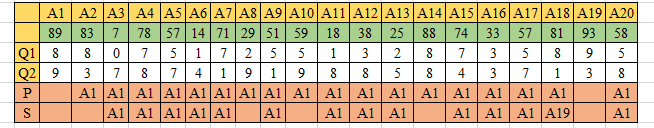 A1 A2 A3 A4 A5 A6 A7 A8 A9 A10 A11 A12 A13 A14 A15 A16 A17 A18 A19 A20
89 83 7 78 57 14 71 29 51 59 18 38 25 88 74 33 57 81 93 58
Q1 8 8 0 7 5 1 7 2 5 5 1 3 2 8 7 3 5 8 9 5
Q2 9 3 7 8 7 4 1 9 1 9 8 8 5 8 4 3 7 1 3 8
P A1 A1 A1 A1 A1 A1 A1 A1 A1 A1 A1 A1 A1 A1 A1 A1 A1 A1
S A1 A1 A1 A1 A1 A1 A1 A1 A1 A1 A1 A1 A19 A1